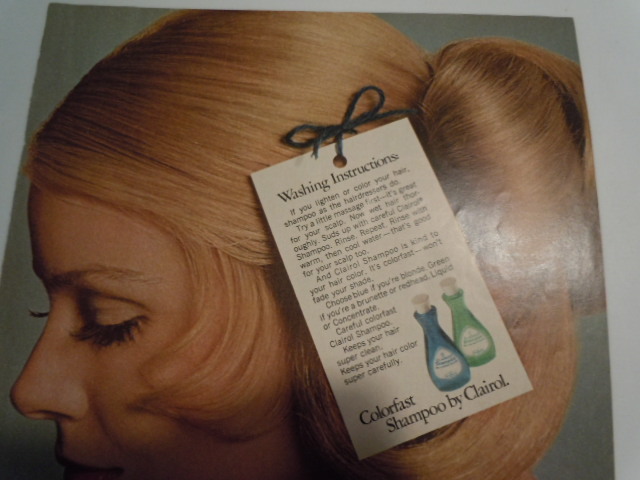 Washing Instructions:
If you lighten or color your hair,
shampoo as the hairdressers do.
Try a little massage first—it's great
for your scalp. Now wet hair thor-
oughly. Suds up with careful Clairol®
Shampoo. Rinse. Repeat. Rinse with
warm, then cool water—that's good
for your scalp too.
And Clairol Shampoo is kind to
your hair color. It's colorfast—won't
fade your shade.
Choose blue if you're blonde. Green
if you're a brunette or redhead. Liquid
or Concentrate.
Careful colorfast
Clairol Shampoo.
Keeps your hair
super clean.
Keeps your hair color
super carefully.
Colorfast
Shampoo by Clairol.